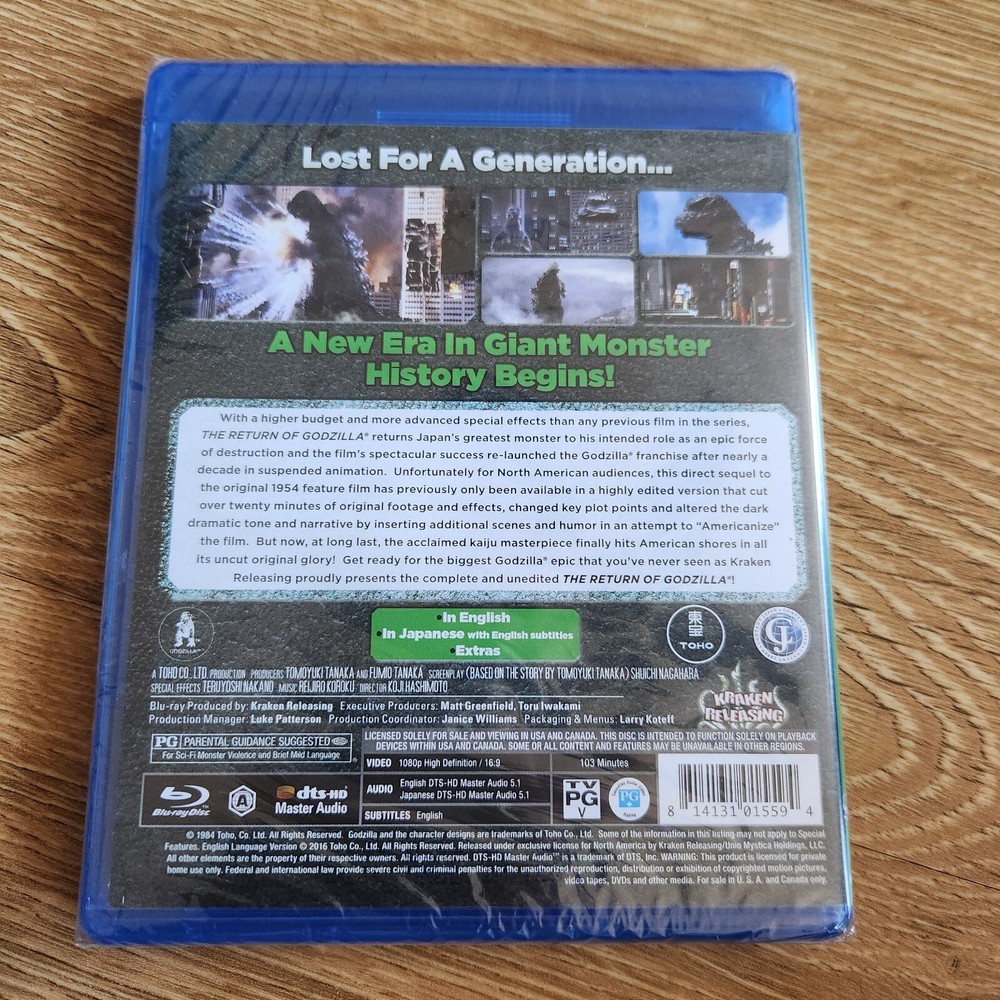 Lost For A Generation...
A New Era In Giant Monster
History Begins!
With a higher budget and more advanced special effects than any previous film in the series,
THE RETURN OF GODZILLA® returns Japan's greatest monster to his intended role as an epic force
of destruction and the film's spectacular success re-launched the Godzilla® franchise after nearly a
decade in suspended animation. Unfortunately for North American audiences, this direct sequel to
the original 1954 feature film has previously only been available in a highly edited version that cut
over twenty minutes of original footage and effects, changed key plot points and altered the dark
dramatic tone and narrative by inserting additional scenes and humor in an attempt to "Americanize"
the film. But now, at long last, the acclaimed kaiju masterpiece finally hits American shores in all
its uncut original glory! Get ready for the biggest Godzilla® epic that you've never seen as Kraken
Releasing proudly presents the complete and unedited THE RETURN OF GODZILLA®!
GODZILLA™
•In English
•In Japanese with English subtitles
•Extras
東宝
TOHO
A TOHO CO., LTD. PRODUCTION PRODUCERS TOMOYUKI TANAKA AND FUMIO TANAKA SCREENPLAY (BASED ON THE STORY BY TOMOYUKI TANAKA) SHUICHI NAGAHARA
SPECIAL EFFECTS TERUYOSHI NAKANO MUSIC REIJIRO KOROKU DIRECTOR KOJI HASHIMOTO
Blu-ray Produced by: Kraken Releasing Executive Producers: Matt Greenfield, Toru Iwakami
Production Manager: Luke Patterson Production Coordinator: Janice Williams Packaging & Menus: Larry Koteff
KRAKEN
RELEASING
PG PARENTAL GUIDANCE SUGGESTED
For Sci-Fi Monster Violence and Brief Mild Language
LICENSED SOLELY FOR SALE AND VIEWING IN USA AND CANADA. THIS DISC IS INTENDED TO FUNCTION SOLELY ON PLAYBACK
DEVICES WITHIN USA AND CANADA. SOME OR ALL CONTENT AND FEATURES MAY BE UNAVAILABLE IN OTHER REGIONS.
VIDEO 1080p High Definition / 16:9 103 Minutes
Blu-ray Disc™
A
dts-HD
Master Audio
AUDIO English DTS-HD Master Audio 5.1
Japanese DTS-HD Master Audio 5.1
SUBTITLES English
TV
PG
V
PG
8 14131 01559 4
© 1984 Toho, Co. Ltd. All Rights Reserved. Godzilla and the character designs are trademarks of Toho Co., Ltd. Some of the information in this listing may not apply to Special
Features. English Language Version © 2016 Toho Co. Ltd. All Rights Reserved. Released under exclusive license for North America by Kraken Releasing/Unio Mystica Holdings, LLC.
All other elements are the property of their respective owners. All rights reserved. DTS-HD Master Audio™ is a trademark of DTS, Inc. WARNING: This product is licensed for private
home use only. Federal and international law provide severe civil and criminal penalties for the unauthorized reproduction, distribution or exhibition of copyrighted motion pictures,
video tapes, DVDs and other media. For sale in U. S. A. and Canada only.